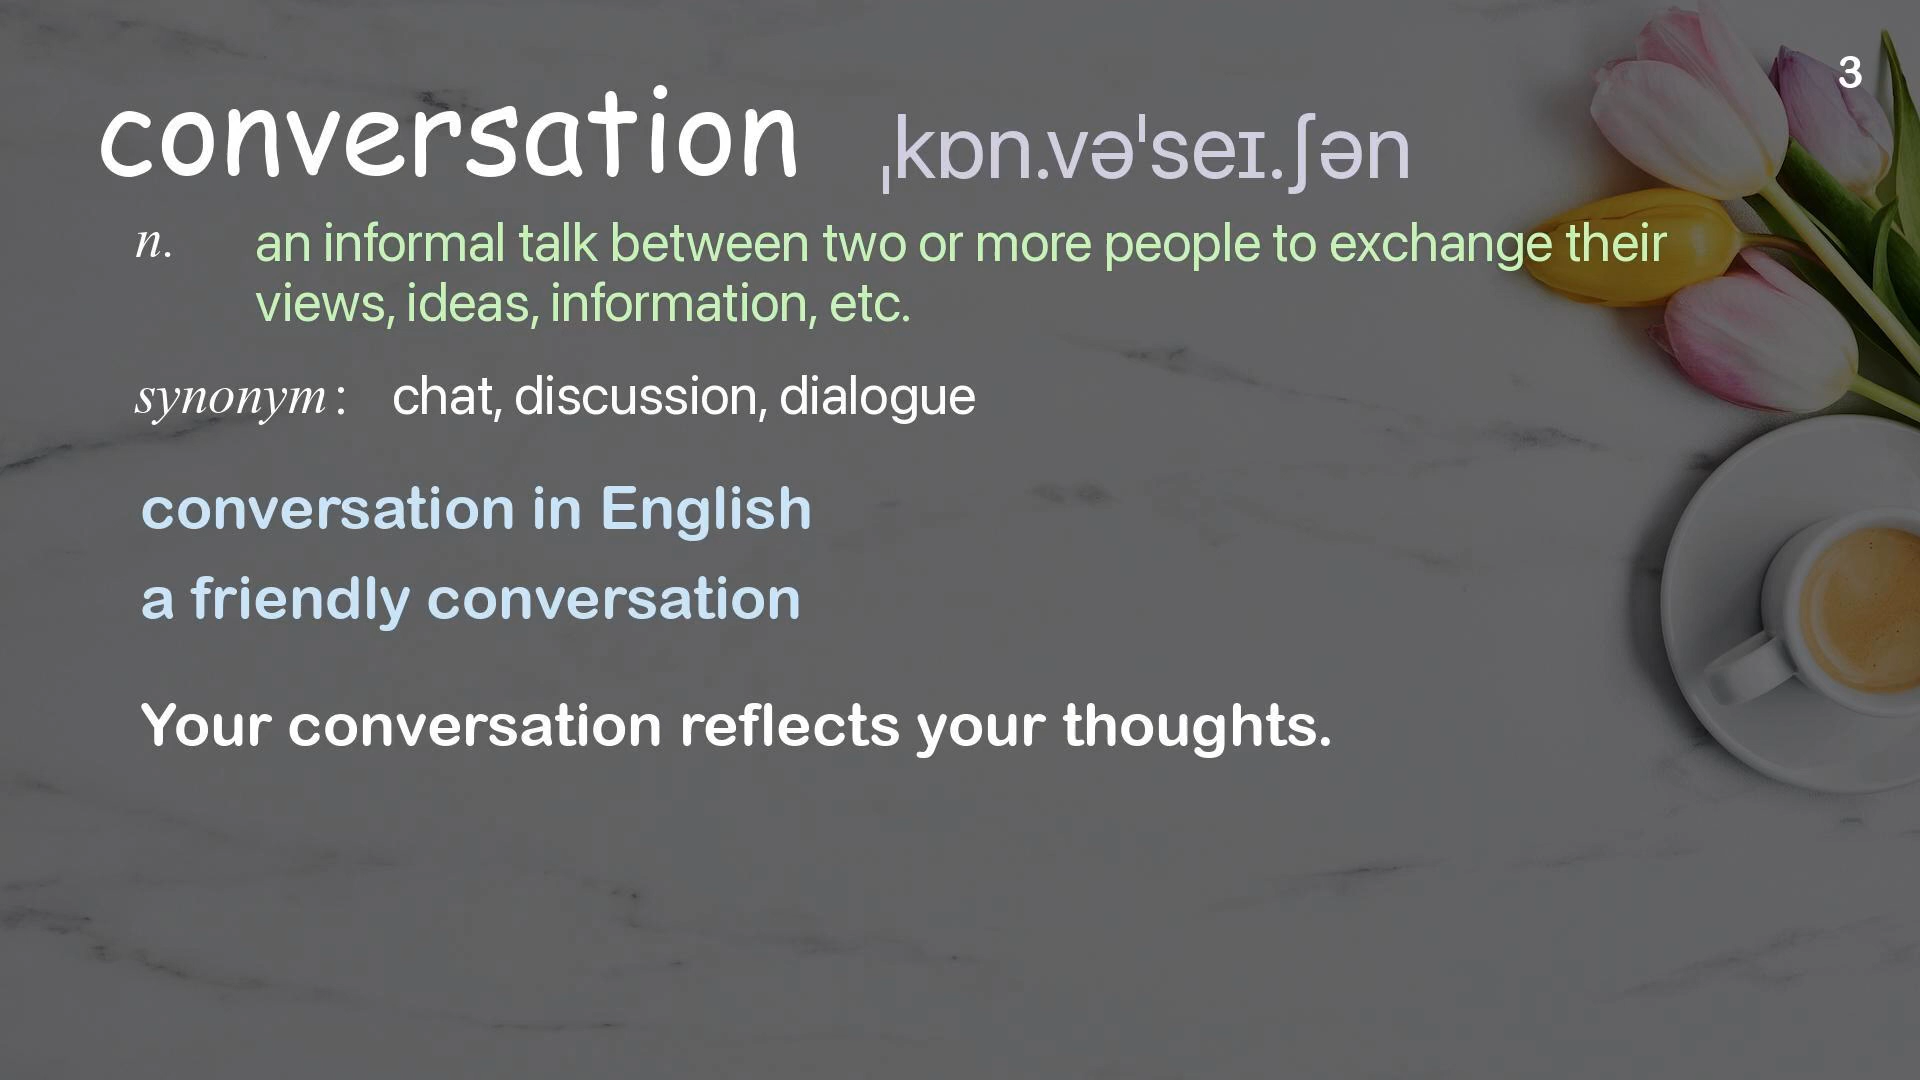 3
conversation ˌkɒn.vəˈseɪ.ʃən
n. an informal talk between two or more people to exchange their
views, ideas, information, etc.
synonym: chat, discussion, dialogue
conversation in English
a friendly conversation
Your conversation reflects your thoughts.